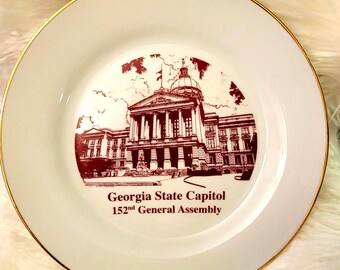 Georgia State Capitol
152nd General Assembly